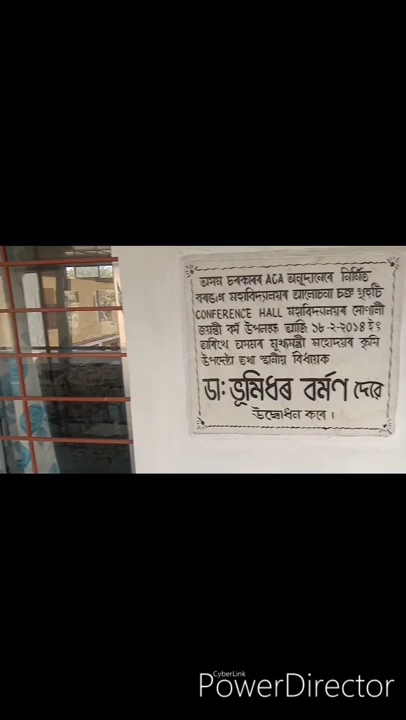 অসম চৰকাৰৰ ACA অনুদানেৰে নিৰ্মিত
বৰভাগ মহাবিদ্যালয়ৰ আলোচনা চক্ৰ গৃহটি
CONFERENCE HALL মহাবিদ্যালয়ৰ সোণালী
জয়ন্তী বৰ্ষ উপলক্ষে আজি ১৮-২-২০১৪ ইং
তাৰিখে অসমৰ মুখ্যমন্ত্ৰী মহোদয়ৰ কৃষি
উপদেষ্টা তথা স্থানীয় বিধায়ক
ডা: ভূমিধৰ বৰ্মণ দেৱে
উদ্বোধন কৰে ।
CyberLink
PowerDirector